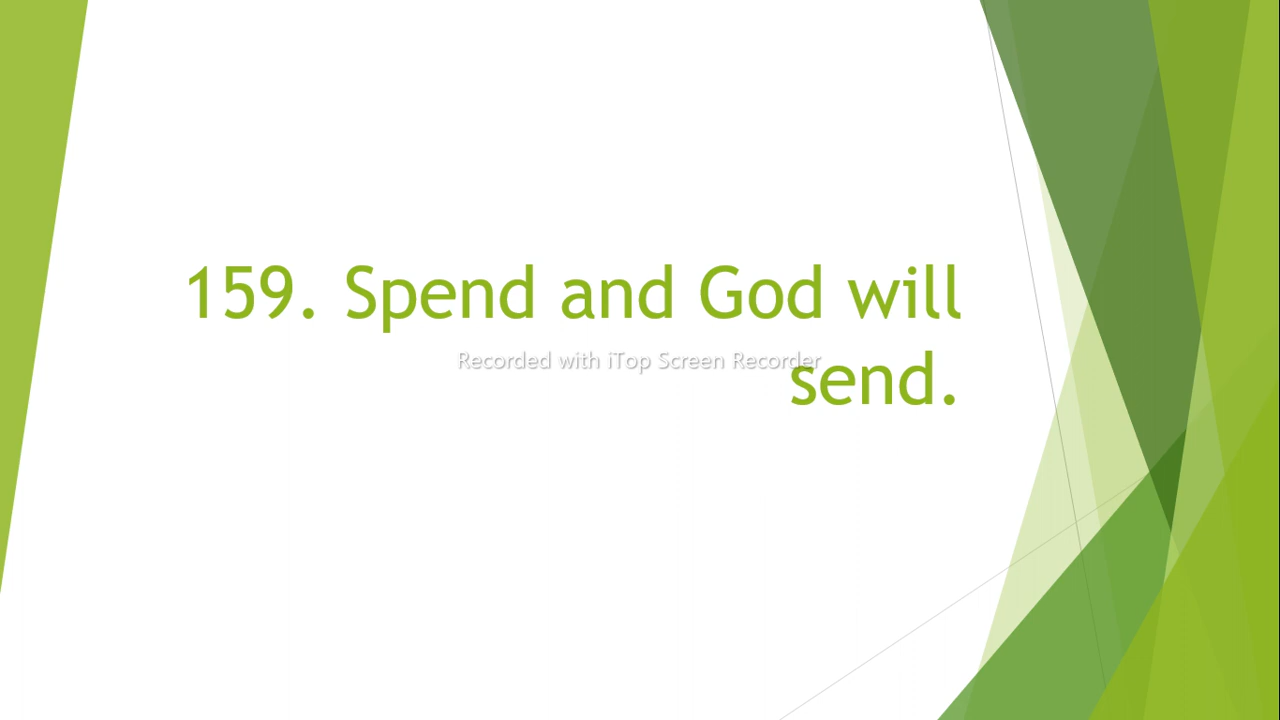 159. Spend and God will
Recorded with iTop Screen Recorder
send.